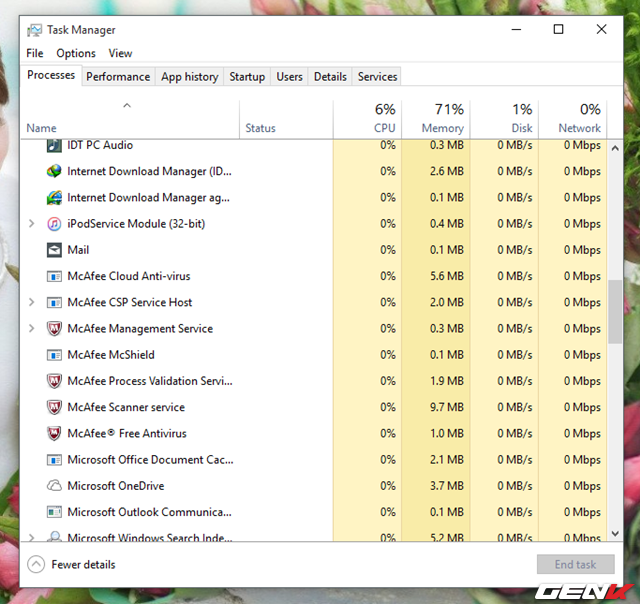 Task Manager
File Options View
Processes Performance App history Startup Users Details Services
6% 71% 1% 0%
Name Status CPU Memory Disk Network
IDT PC Audio 0% 0.3 MB 0 MB/s 0 Mbps
Internet Download Manager (ID... 0% 2.6 MB 0 MB/s 0 Mbps
Internet Download Manager ag... 0% 0.1 MB 0 MB/s 0 Mbps
iPodService Module (32-bit) 0% 0.4 MB 0 MB/s 0 Mbps
Mail 0% 0.1 MB 0 MB/s 0 Mbps
McAfee Cloud Anti-virus 0% 5.6 MB 0 MB/s 0 Mbps
McAfee CSP Service Host 0% 2.0 MB 0 MB/s 0 Mbps
McAfee Management Service 0% 0.3 MB 0 MB/s 0 Mbps
McAfee McShield 0% 0.1 MB 0 MB/s 0 Mbps
McAfee Process Validation Servi... 0% 1.9 MB 0 MB/s 0 Mbps
McAfee Scanner service 0% 9.7 MB 0 MB/s 0 Mbps
McAfee® Free Antivirus 0% 1.0 MB 0 MB/s 0 Mbps
Microsoft Office Document Cac... 0% 2.1 MB 0 MB/s 0 Mbps
Microsoft OneDrive 0% 3.7 MB 0 MB/s 0 Mbps
Microsoft Outlook Communica... 0% 0.1 MB 0 MB/s 0 Mbps
Microsoft Windows Search Inde... 0% 5.2 MB 0 MB/s 0 Mbps
Fewer details End task
GENK